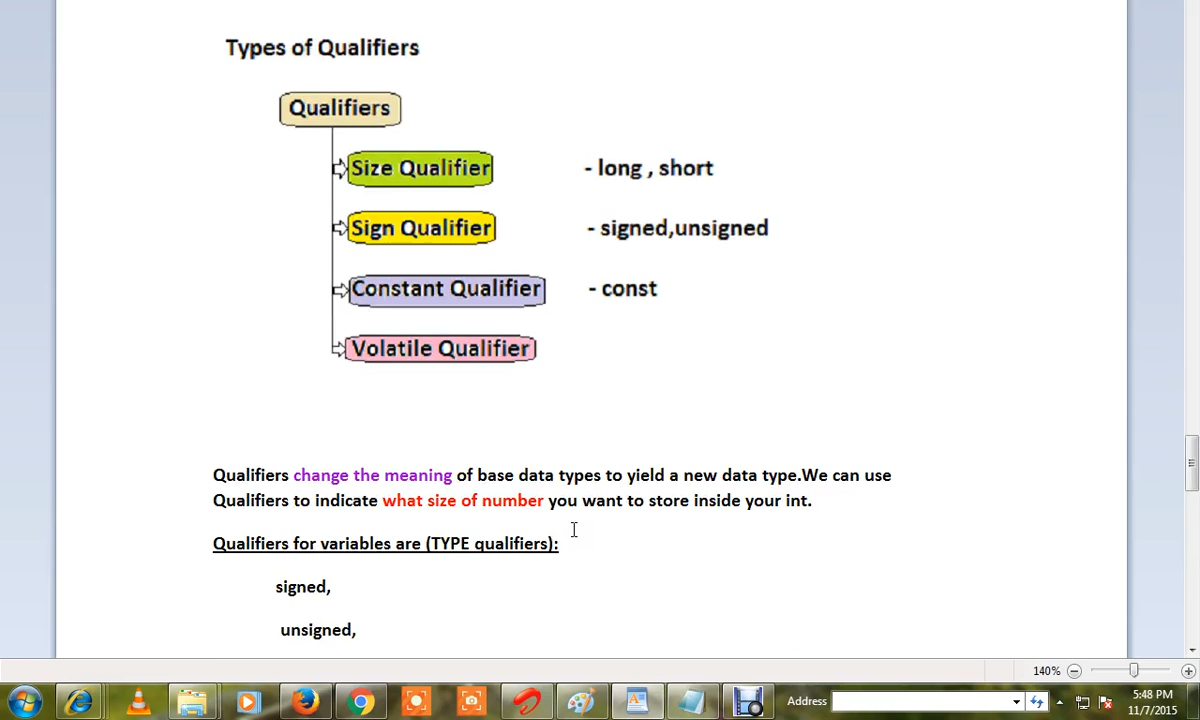 Types of Qualifiers
Qualifiers
Size Qualifier - long , short
Sign Qualifier - signed,unsigned
Constant Qualifier - const
Volatile Qualifier
Qualifiers change the meaning of base data types to yield a new data type.We can use
Qualifiers to indicate what size of number you want to store inside your int.
Qualifiers for variables are (TYPE qualifiers):
signed,
unsigned,
140%
Address
5:48 PM
11/7/2015